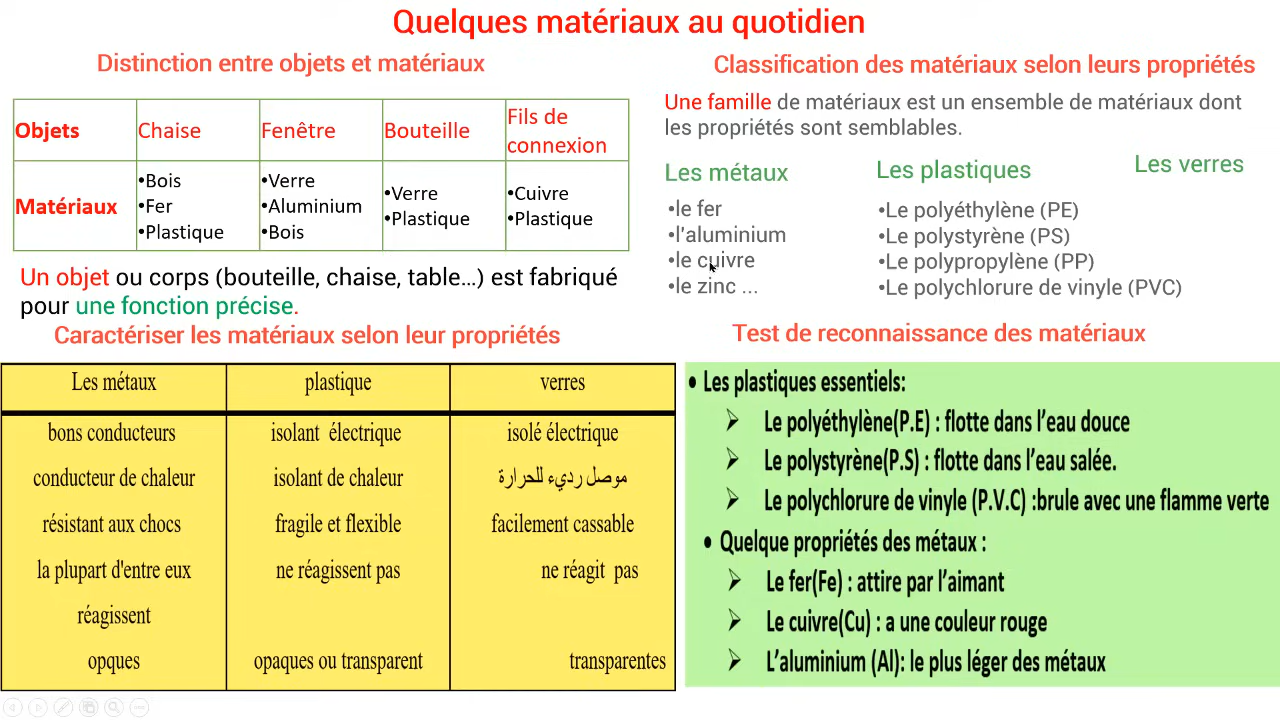 Quelques matériaux au quotidien
Distinction entre objets et matériaux
Objets Chaise Fenêtre Bouteille Fils de connexion
Matériaux
•Bois
•Fer
•Plastique
•Verre
•Aluminium
•Bois
•Verre
•Plastique
•Cuivre
•Plastique
Un objet ou corps (bouteille, chaise, table…) est fabriqué
pour une fonction précise.
Classification des matériaux selon leurs propriétés
Une famille de matériaux est un ensemble de matériaux dont
les propriétés sont semblables.
Les métaux
•le fer
•l'aluminium
•le cuivre
•le zinc ...
Les plastiques
•Le polyéthylène (PE)
•Le polystyrène (PS)
•Le polypropylène (PP)
•Le polychlorure de vinyle (PVC)
Les verres
Caractériser les matériaux selon leur propriétés
Les métaux plastique verres
bons conducteurs isolant électrique isolé électrique
conducteur de chaleur isolant de chaleur موصل رديء للحرارة
résistant aux chocs fragile et flexible facilement cassable
la plupart d'entre eux ne réagissent pas ne réagit pas
réagissent
opques opaques ou transparent transparentes
Test de reconnaissance des matériaux
• Les plastiques essentiels:
➢ Le polyéthylène(P.E) : flotte dans l’eau douce
➢ Le polystyrène(P.S) : flotte dans l’eau salée.
➢ Le polychlorure de vinyle (P.V.C) :brule avec une flamme verte
• Quelque propriétés des métaux :
➢ Le fer(Fe) : attire par l’aimant
➢ Le cuivre(Cu) : a une couleur rouge
➢ L’aluminium (Al): le plus léger des métaux